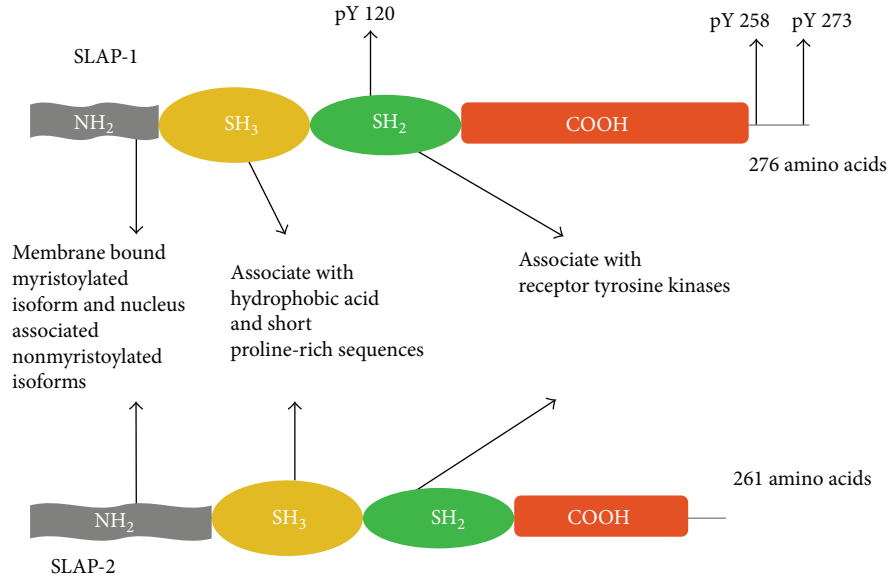 pY 120
pY 258
pY 273
SLAP-1
NH₂
SH₃
SH₂
COOH
276 amino acids
Membrane bound
myristoylated
isoform and nucleus
associated
nonmyristoylated
isoforms
Associate with
hydrophobic acid
and short
proline-rich sequences
Associate with
receptor tyrosine kinases
261 amino acids
NH₂
SH₃
SH₂
COOH
SLAP-2